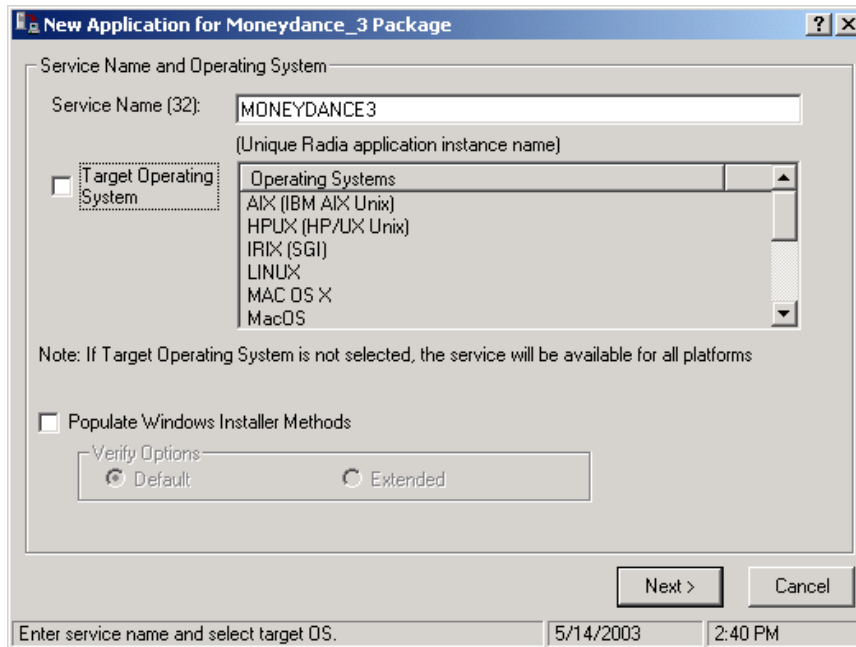 New Application for Moneydance_3 Package
Service Name and Operating System
Service Name (32):
MONEYDANCE3
(Unique Radia application instance name)
Target Operating
System
Operating Systems
AIX (IBM AIX Unix)
HPUX (HP/UX Unix)
IRIX (SGI)
LINUX
MAC OS X
MacOS
Note: If Target Operating System is not selected, the service will be available for all platforms
Populate Windows Installer Methods
Verify Options
Default
Extended
Next >
Cancel
Enter service name and select target OS.
5/14/2003
2:40 PM